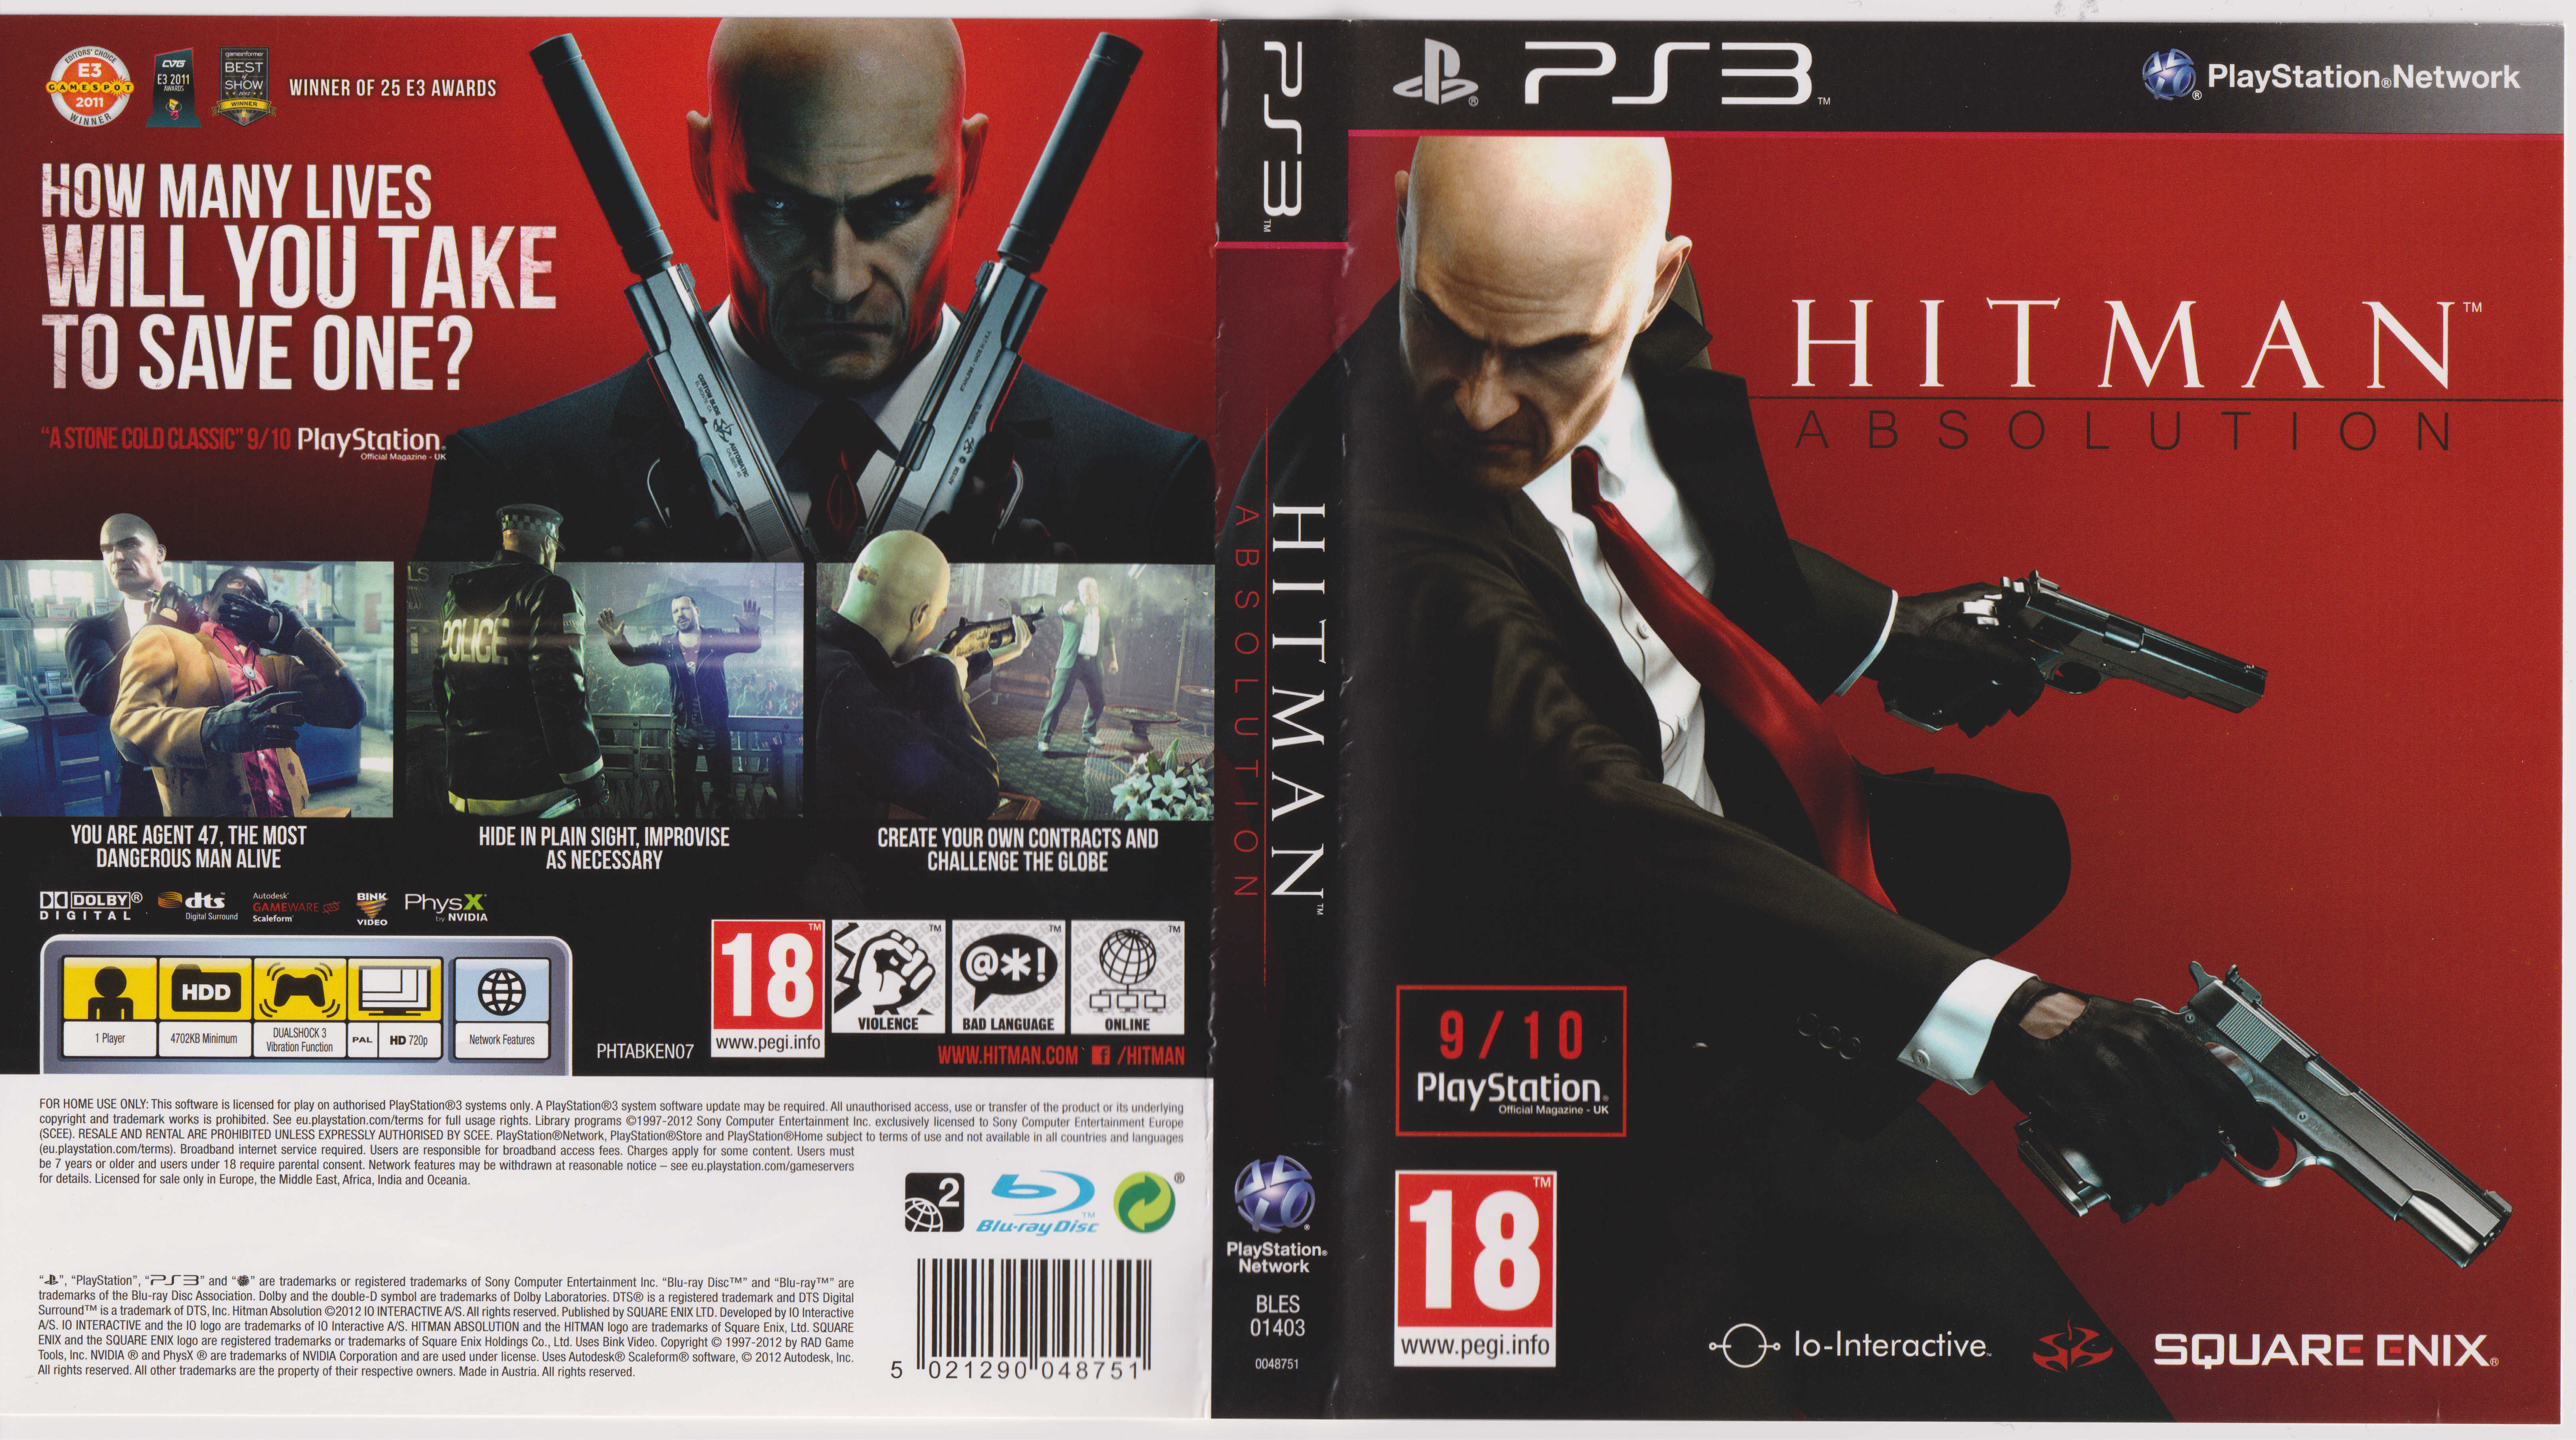 EDITORS' CHOICE
E3
GAMESPOT
2011
WINNER
CVG
E3 2011
AWARDS
gameinformer
BEST
of
SHOW
WINNER
WINNER OF 25 E3 AWARDS
HOW MANY LIVES
WILL YOU TAKE
TO SAVE ONE?
"A STONE COLD CLASSIC" 9/10 PlayStation®
Official Magazine - UK
POLICE
YOU ARE AGENT 47, THE MOST
DANGEROUS MAN ALIVE
HIDE IN PLAIN SIGHT, IMPROVISE
AS NECESSARY
CREATE YOUR OWN CONTRACTS AND
CHALLENGE THE GLOBE
DOLBY®
DIGITAL
dts™
Digital Surround
Autodesk®
GAMEWARE
Scaleform®
BINK
VIDEO
PhysX®
by NVIDIA
HDD
1 Player
4702KB Minimum
DUALSHOCK 3
Vibration Function
PAL
HD 720p
Network Features
PHTABKEN07
18™
www.pegi.info
VIOLENCE
@*!
BAD LANGUAGE
ONLINE
WWW.HITMAN.COM f /HITMAN
FOR HOME USE ONLY: This software is licensed for play on authorised PlayStation®3 systems only. A PlayStation®3 system software update may be required. All unauthorised access, use or transfer of the product or its underlying
copyright and trademark works is prohibited. See eu.playstation.com/terms for full usage rights. Library programs ©1997-2012 Sony Computer Entertainment Inc. exclusively licensed to Sony Computer Entertainment Europe
(SCEE). RESALE AND RENTAL ARE PROHIBITED UNLESS EXPRESSLY AUTHORISED BY SCEE. PlayStation®Network, PlayStation®Store and PlayStation®Home subject to terms of use and not available in all countries and languages
(eu.playstation.com/terms). Broadband internet service required. Users are responsible for broadband access fees. Charges apply for some content. Users must
be 7 years or older and users under 18 require parental consent. Network features may be withdrawn at reasonable notice – see eu.playstation.com/gameservers
for details. Licensed for sale only in Europe, the Middle East, Africa, India and Oceania.
2
Blu-ray Disc™
®
"", "PlayStation", "PS3" and "" are trademarks or registered trademarks of Sony Computer Entertainment Inc. "Blu-ray Disc™" and "Blu-ray™" are
trademarks of the Blu-ray Disc Association. Dolby and the double-D symbol are trademarks of Dolby Laboratories. DTS® is a registered trademark and DTS Digital
Surround™ is a trademark of DTS, Inc. Hitman Absolution ©2012 IO INTERACTIVE A/S. All rights reserved. Published by SQUARE ENIX LTD. Developed by IO Interactive
A/S. IO INTERACTIVE and the IO logo are trademarks of IO Interactive A/S. HITMAN ABSOLUTION and the HITMAN logo are trademarks of Square Enix, Ltd. SQUARE
ENIX and the SQUARE ENIX logo are registered trademarks or trademarks of Square Enix Holdings Co., Ltd. Uses Bink Video. Copyright © 1997-2012 by RAD Game
Tools, Inc. NVIDIA ® and PhysX ® are trademarks of NVIDIA Corporation and are used under license. Uses Autodesk® Scaleform® software, © 2012 Autodesk, Inc.
All rights reserved. All other trademarks are the property of their respective owners. Made in Austria. All rights reserved.
5 021290 048751
PS3™
HITMAN™
ABSOLUTION
PlayStation®
Network
BLES
01403
0048751
PS3™
PlayStation®Network
HITMAN™
ABSOLUTION
9/10
PlayStation®
Official Magazine - UK
18™
www.pegi.info
Io-Interactive™
SQUARE ENIX®